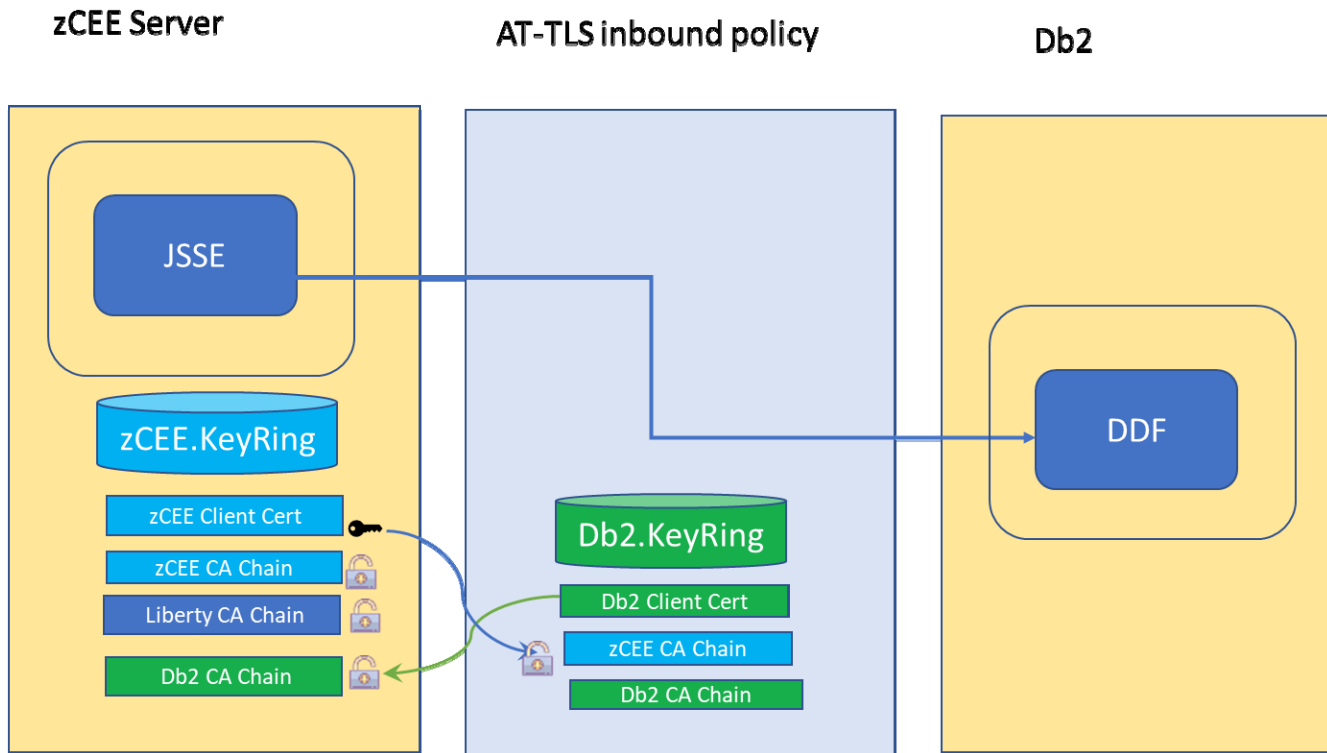 zCEE Server
AT-TLS inbound policy
Db2
JSSE
zCEE.KeyRing
zCEE Client Cert
zCEE CA Chain
Liberty CA Chain
Db2 CA Chain
Db2.KeyRing
Db2 Client Cert
zCEE CA Chain
Db2 CA Chain
DDF